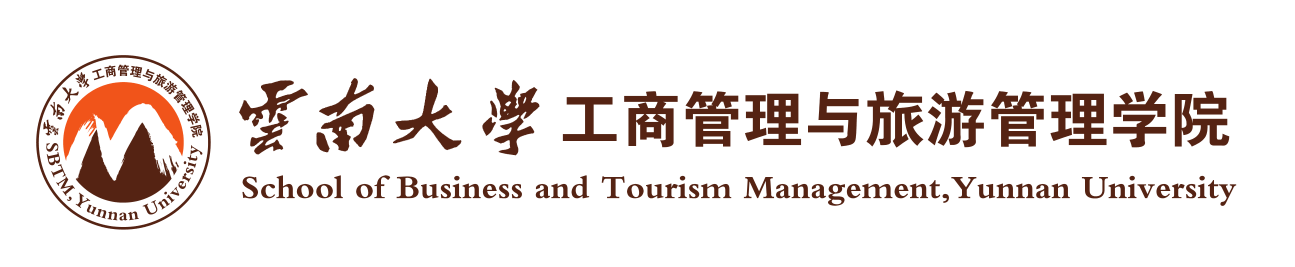 雲南大學 工商管理与旅游管理学院
SBTM,Yunnan University
雲南大學工商管理与旅游管理学院
School of Business and Tourism Management,Yunnan University